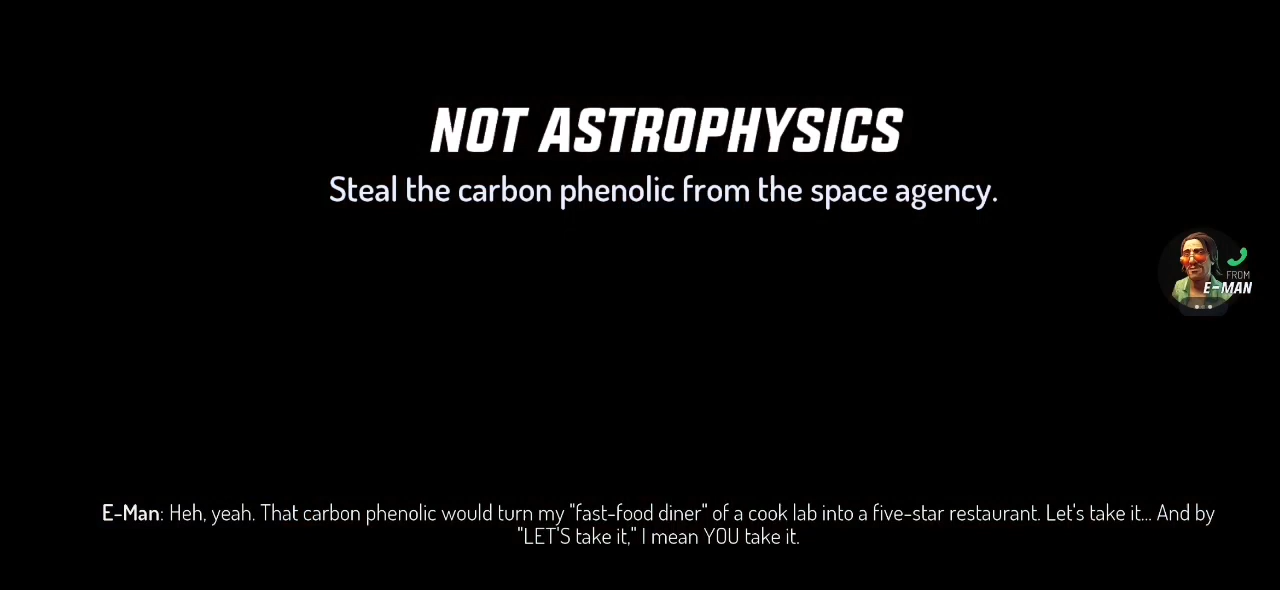 NOT ASTROPHYSICS
Steal the carbon phenolic from the space agency.
FROM
E-MAN
E-Man: Heh, yeah. That carbon phenolic would turn my "fast-food diner" of a cook lab into a five-star restaurant. Let's take it... And by
"LET'S take it," I mean YOU take it.